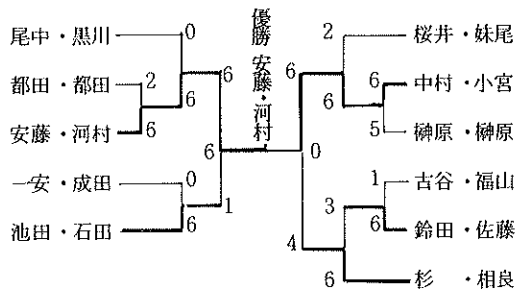 優勝 安藤・河村
尾中・黒川 0
都田・都田 2
安藤・河村 6
6
6
一安・成田 0
池田・石田 6
1
6
桜井・妹尾 2
中村・小宮 6
榊原・榊原 5
6
6
古谷・福山 1
鈴田・佐藤 6
3
杉・相良 6
4
0